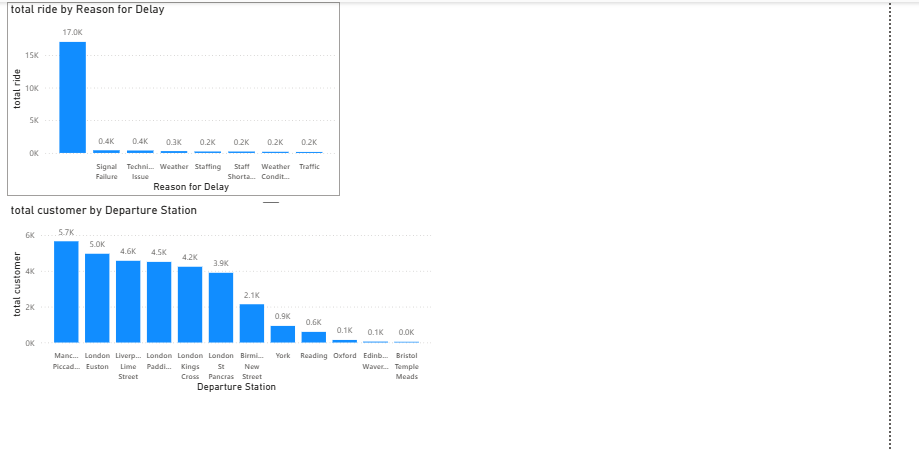 total ride by Reason for Delay
17.0K
15K
10K
5K
0K
total ride
0.4K 0.4K 0.3K 0.2K 0.2K 0.2K 0.2K
Signal Techni... Weather Staffing Staff Weather Traffic
Failure Issue Shorta... Condit...
Reason for Delay
total customer by Departure Station
6K
4K
2K
0K
total customer
5.7K 5.0K 4.6K 4.5K 4.2K 3.9K 2.1K 0.9K 0.6K 0.1K 0.1K 0.0K
Manc... London Liverp... London London London Birmi... York Reading Oxford Edinb... Bristol
Piccad... Euston Lime Paddi... Kings St New Waver... Temple
Street Cross Pancras Street Meads
Departure Station